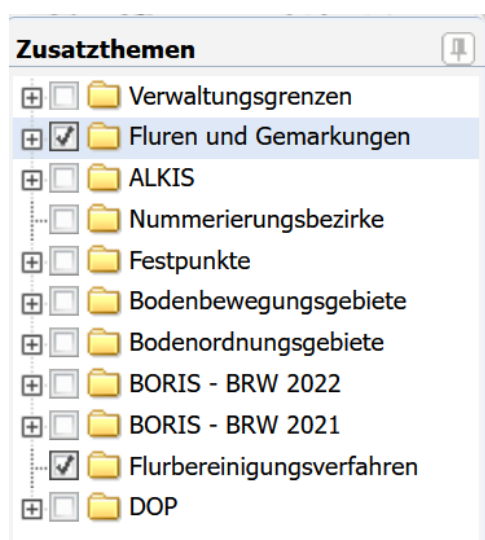 Zusatzthemen
Verwaltungsgrenzen
Fluren und Gemarkungen
ALKIS
Nummerierungsbezirke
Festpunkte
Bodenbewegungsgebiete
Bodenordnungsgebiete
BORIS - BRW 2022
BORIS - BRW 2021
Flurbereinigungsverfahren
DOP